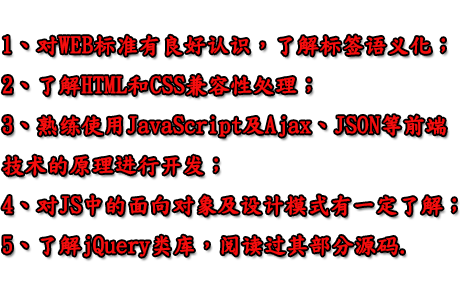 1、对WEB标准有良好认识，了解标签语义化；
2、了解HTML和CSS兼容性处理；
3、熟练使用JavaScript及Ajax、JSON等前端
技术的原理进行开发；
4、对JS中的面向对象及设计模式有一定了解；
5、了解jQuery类库，阅读过其部分源码.